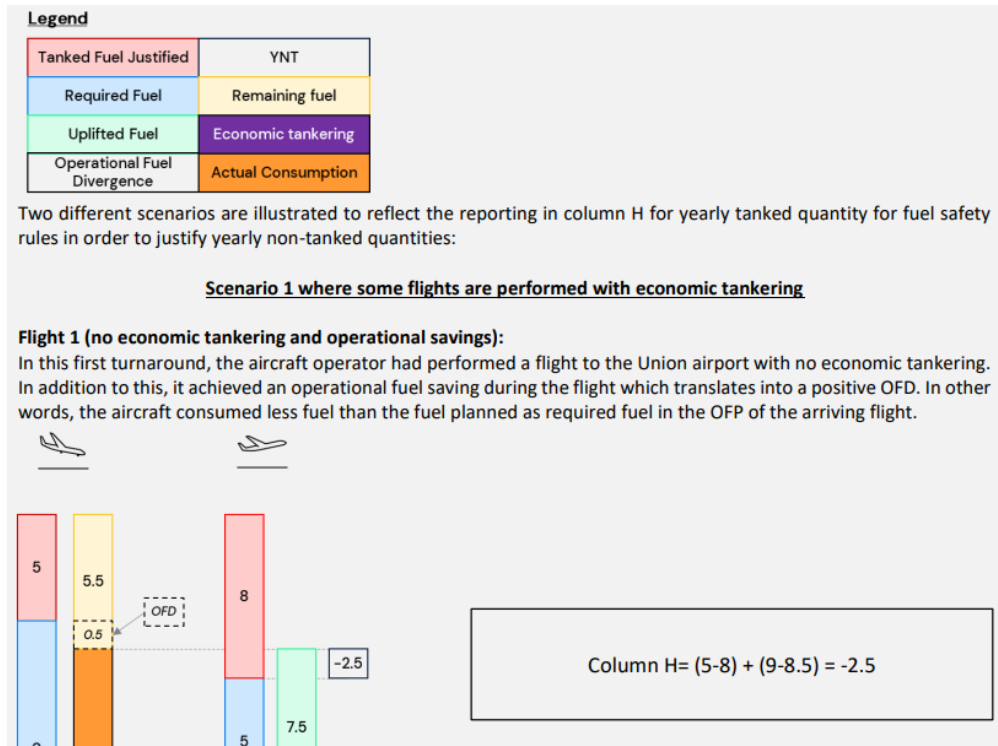 Legend
Tanked Fuel Justified YNT
Required Fuel Remaining fuel
Uplifted Fuel Economic tankering
Operational Fuel
Divergence Actual Consumption
Two different scenarios are illustrated to reflect the reporting in column H for yearly tanked quantity for fuel safety
rules in order to justify yearly non-tanked quantities:
Scenario 1 where some flights are performed with economic tankering
Flight 1 (no economic tankering and operational savings):
In this first turnaround, the aircraft operator had performed a flight to the Union airport with no economic tankering.
In addition to this, it achieved an operational fuel saving during the flight which translates into a positive OFD. In other
words, the aircraft consumed less fuel than the fuel planned as required fuel in the OFP of the arriving flight.
5
5.5
8
OFD
0.5
-2.5
Column H= (5-8) + (9-8.5) = -2.5
7.5
5